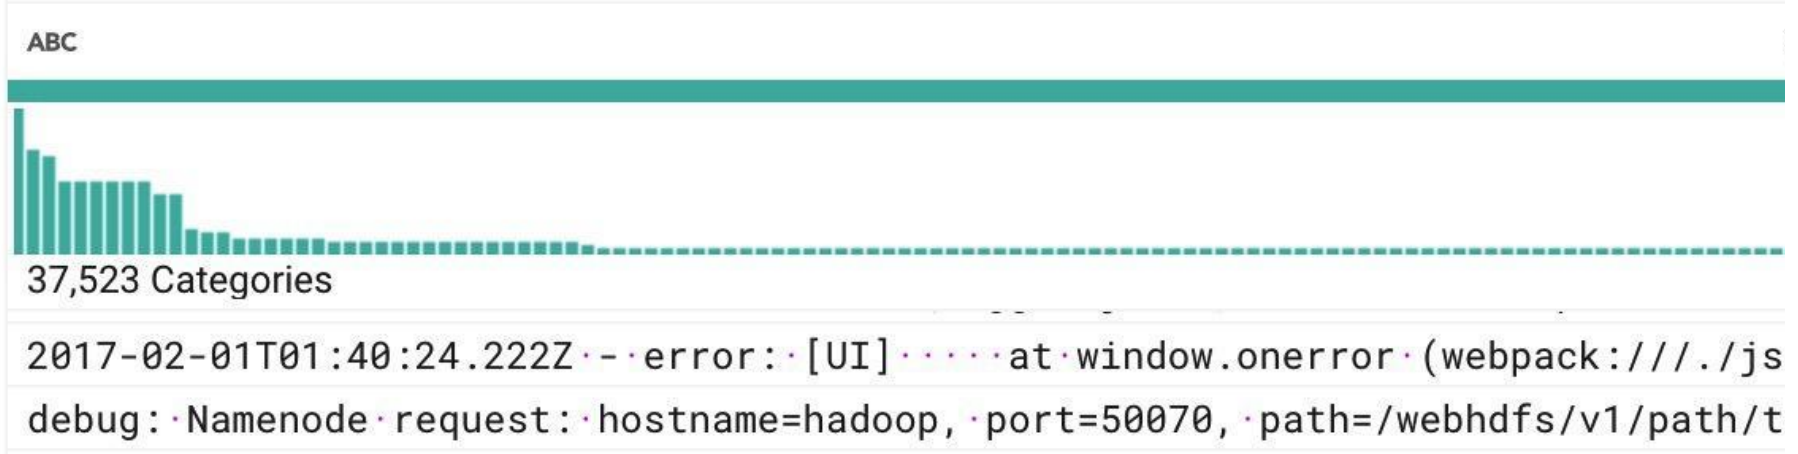 ABC
37,523 Categories
2017-02-01T01:40:24.222Z·-·error:·[UI]·····at·window.onerror·(webpack:///./js
debug:·Namenode·request:·hostname=hadoop,·port=50070,·path=/webhdfs/v1/path/t